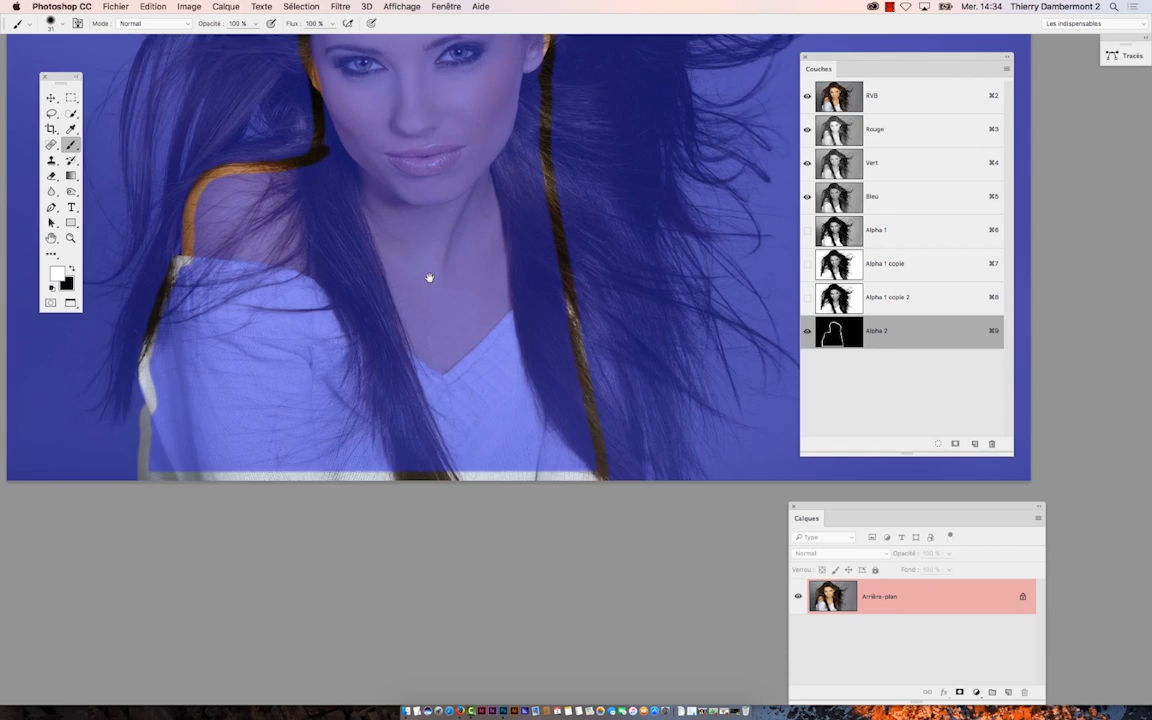 Photoshop CC Fichier Edition Image Calque Texte Sélection Filtre 3D Affichage Fenêtre Aide Mer. 14:34 Thierry Dambermont 2
31 Mode : Normal Opacité : 100 % Flux : 100 % Les indispensables
Tracés
Couches
RVB ⌘2
Rouge ⌘3
Vert ⌘4
Bleu ⌘5
Alpha 1 ⌘6
Alpha 1 copie ⌘7
Alpha 1 copie 2 ⌘8
Alpha 2 ⌘9
Calques
Type
Normal Opacité : 100 %
Verrou : Fond : 100 %
Arrière-plan